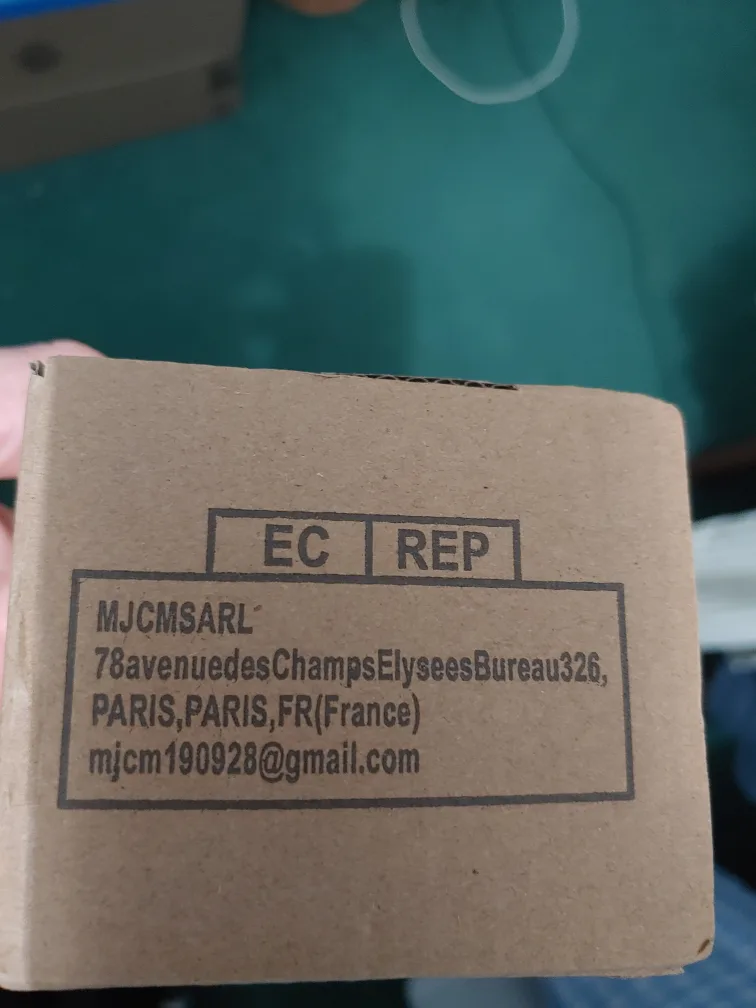 EC REP
MJCMSARL
78avenuedesChampsElyseesBureau326,
PARIS,PARIS,FR(France)
mjcm190928@gmail.com